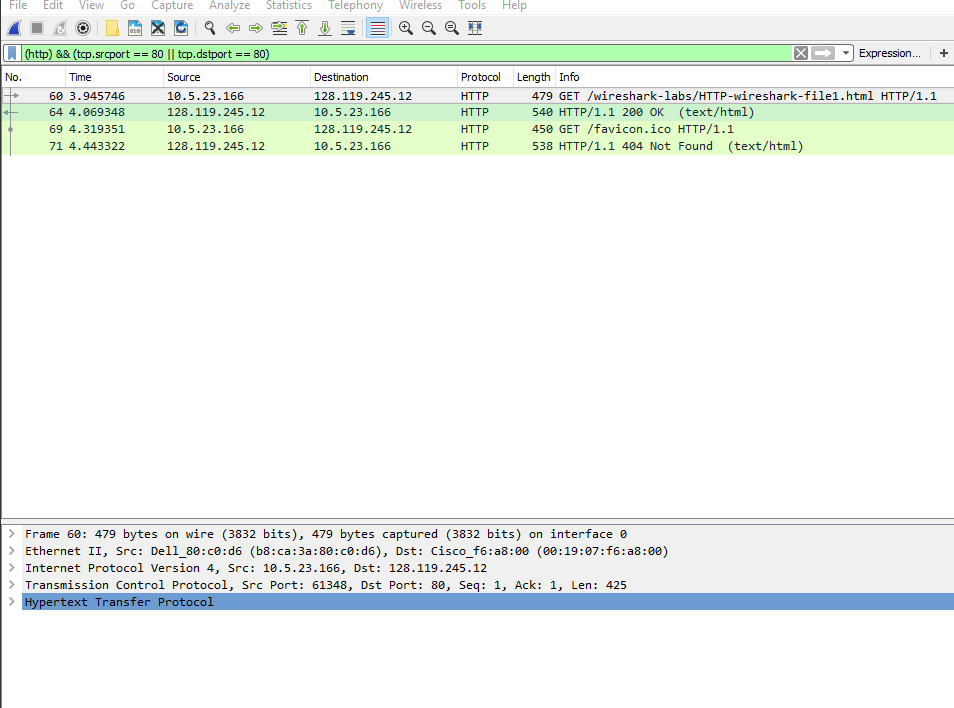 File Edit View Go Capture Analyze Statistics Telephony Wireless Tools Help
(http) && (tcp.srcport == 80 || tcp.dstport == 80) Expression... +
No. Time Source Destination Protocol Length Info
60 3.945746 10.5.23.166 128.119.245.12 HTTP 479 GET /wireshark-labs/HTTP-wireshark-file1.html HTTP/1.1
64 4.069348 128.119.245.12 10.5.23.166 HTTP 540 HTTP/1.1 200 OK (text/html)
69 4.319351 10.5.23.166 128.119.245.12 HTTP 450 GET /favicon.ico HTTP/1.1
71 4.443322 128.119.245.12 10.5.23.166 HTTP 538 HTTP/1.1 404 Not Found (text/html)
Frame 60: 479 bytes on wire (3832 bits), 479 bytes captured (3832 bits) on interface 0
Ethernet II, Src: Dell_80:c0:d6 (b8:ca:3a:80:c0:d6), Dst: Cisco_f6:a8:00 (00:19:07:f6:a8:00)
Internet Protocol Version 4, Src: 10.5.23.166, Dst: 128.119.245.12
Transmission Control Protocol, Src Port: 61348, Dst Port: 80, Seq: 1, Ack: 1, Len: 425
Hypertext Transfer Protocol